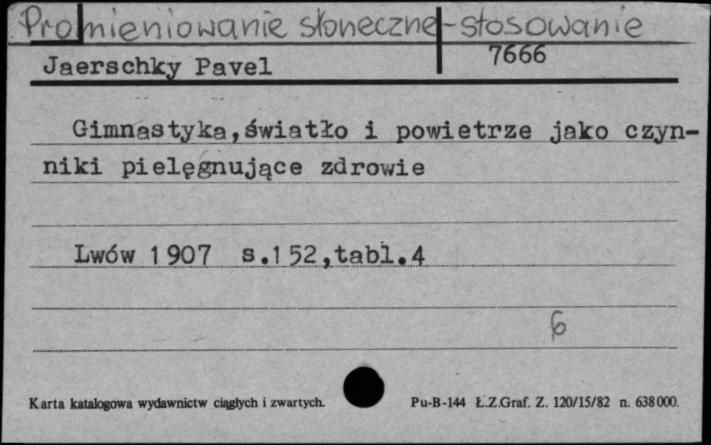 Promieniowanie słoneczne-stosowanie
Jaerschky Pavel 7666
Gimnastyka,światło i powietrze jako czyn-
niki pielęgnujące zdrowie
Lwów 1907 s.152,tabl.4
6
Karta katalogowa wydawnictw ciągłych i zwartych. Pu-B-144 Ł.Z.Graf. Z. 120/15/82 n. 638000.